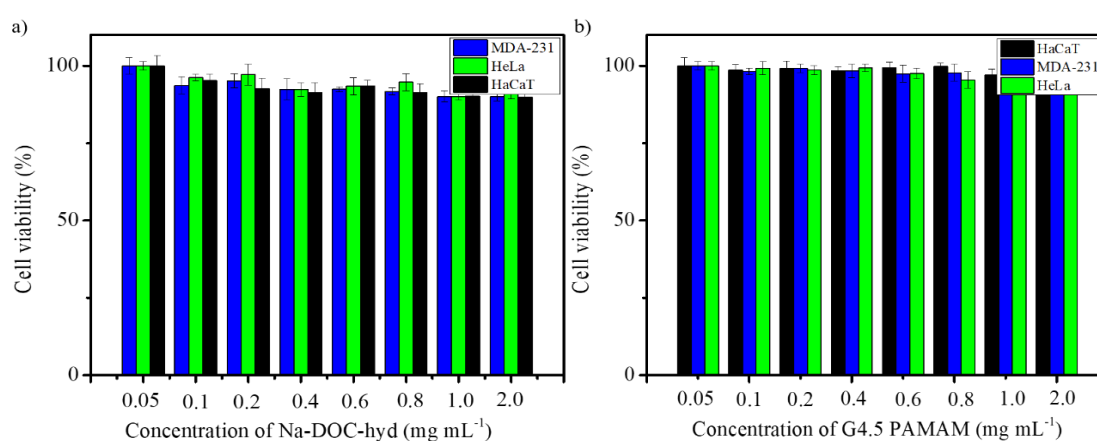 a)
MDA-231
HeLa
HaCaT
100
50
0
Cell viability (%)
0.05 0.1 0.2 0.4 0.6 0.8 1.0 2.0
Concentration of Na-DOC-hyd (mg mL⁻¹)
b)
HaCaT
MDA-231
HeLa
100
50
0
Cell viability (%)
0.05 0.1 0.2 0.4 0.6 0.8 1.0 2.0
Concentration of G4.5 PAMAM (mg mL⁻¹)